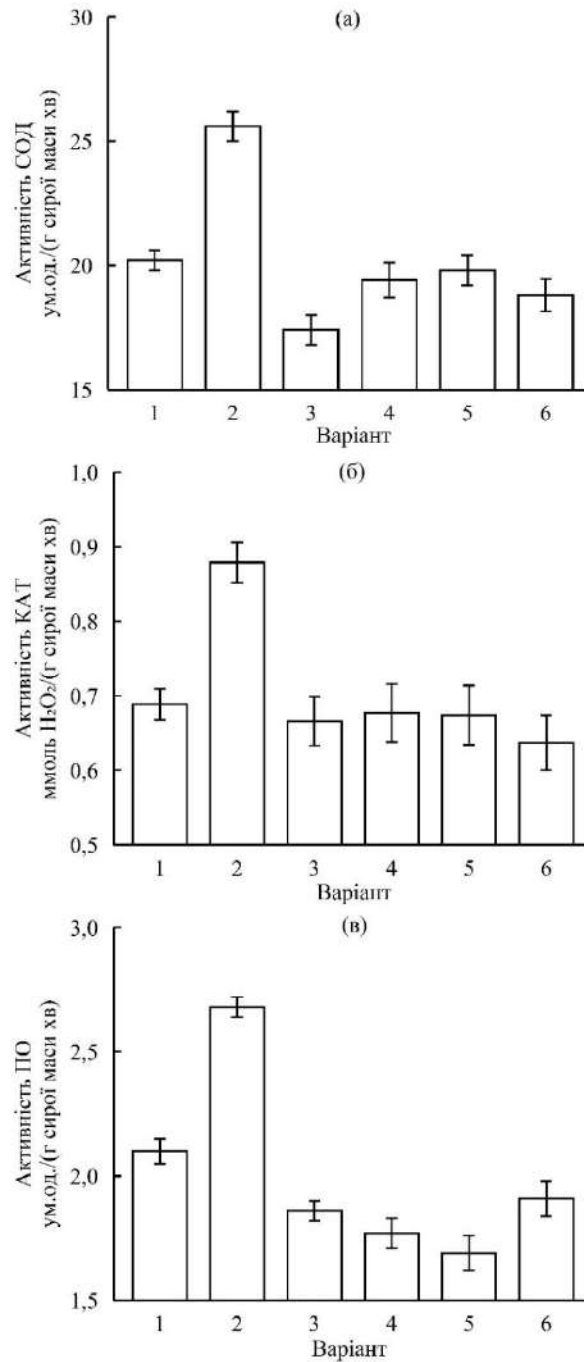 (а)
Активність СОД
ум.од./(г сирої маси хв)
30
25
20
15
1 2 3 4 5 6
Варіант
(б)
Активність КАТ
ммоль H₂O₂/(г сирої маси хв)
1,0
0,9
0,8
0,7
0,6
0,5
1 2 3 4 5 6
Варіант
(в)
Активність ПО
ум.од./(г сирої маси хв)
3,0
2,5
2,0
1,5
1 2 3 4 5 6
Варіант